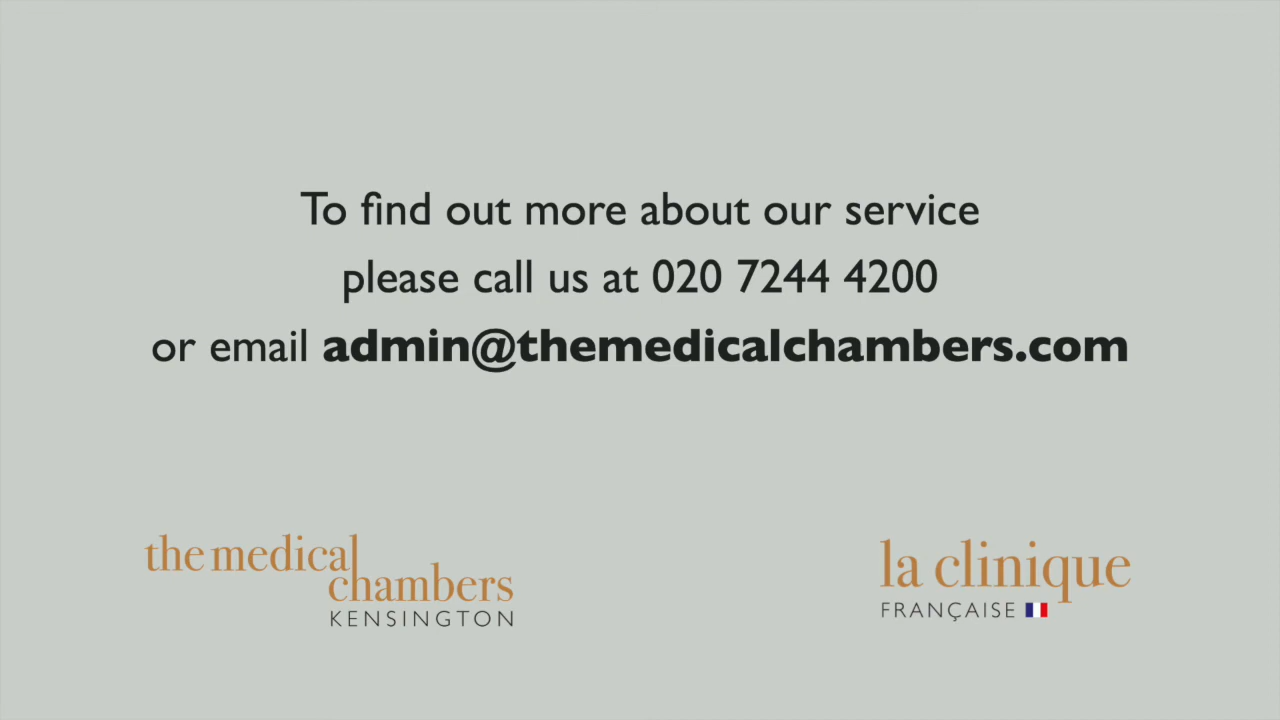 To find out more about our service
please call us at 020 7244 4200
or email admin@themedicalchambers.com
the medical
chambers
KENSINGTON
la clinique
FRANÇAISE